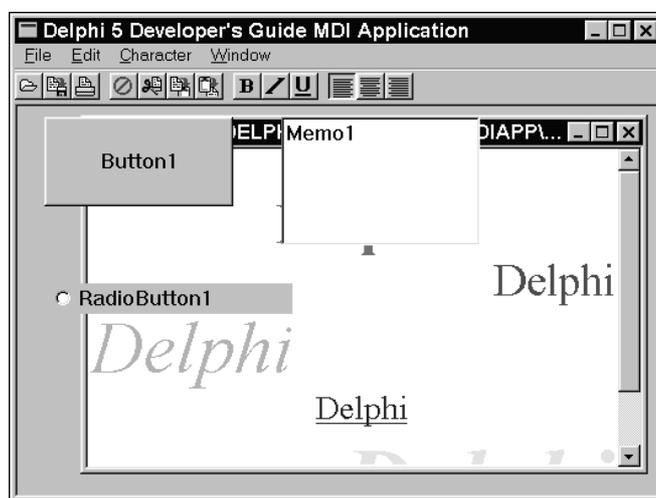 Delphi 5 Developer's Guide MDI Application
File Edit Character Window
B I U
Button1
Memo1
DIAPP\...
Delphi
RadioButton1
Delphi
Delphi